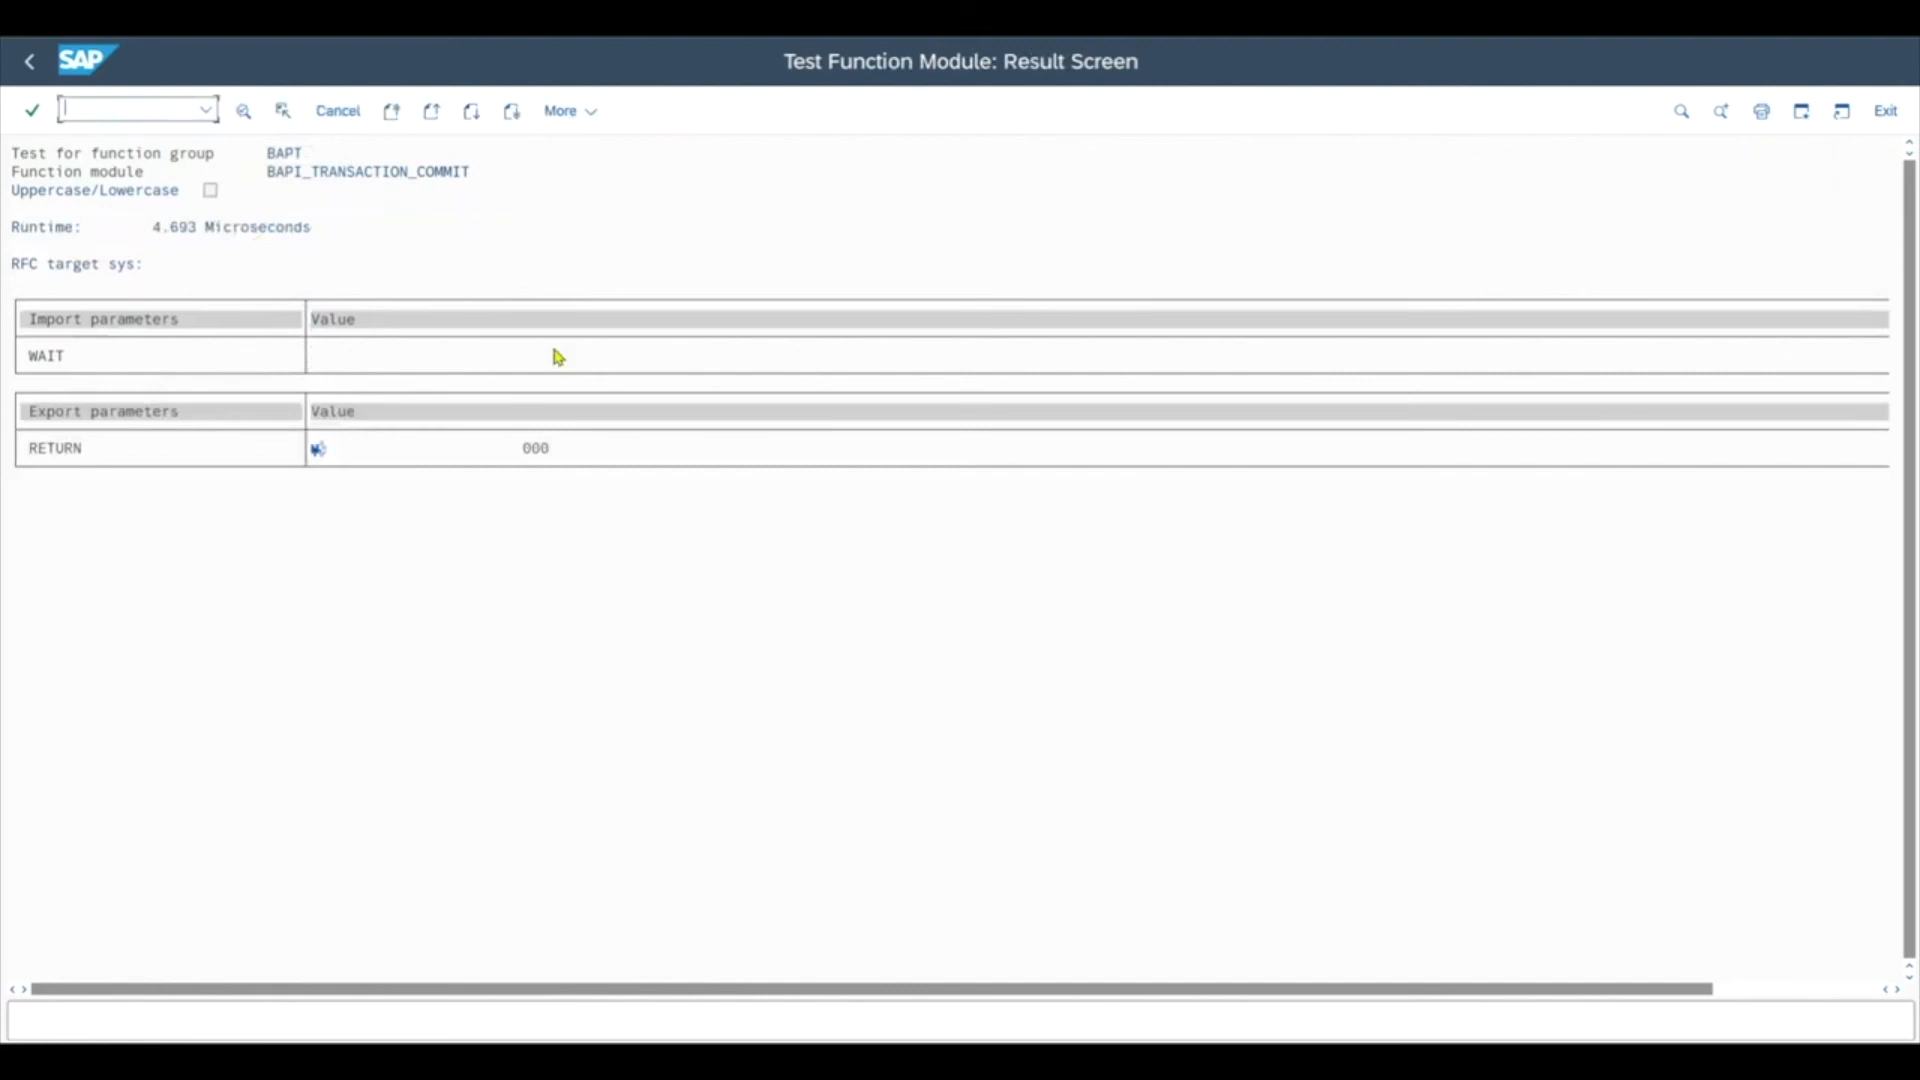 SAP
Test Function Module: Result Screen
Cancel
More
Exit
Test for function group BAPT
Function module BAPI_TRANSACTION_COMMIT
Uppercase/Lowercase
Runtime: 4.693 Microseconds
RFC target sys:
Import parameters Value
WAIT
Export parameters Value
RETURN 000